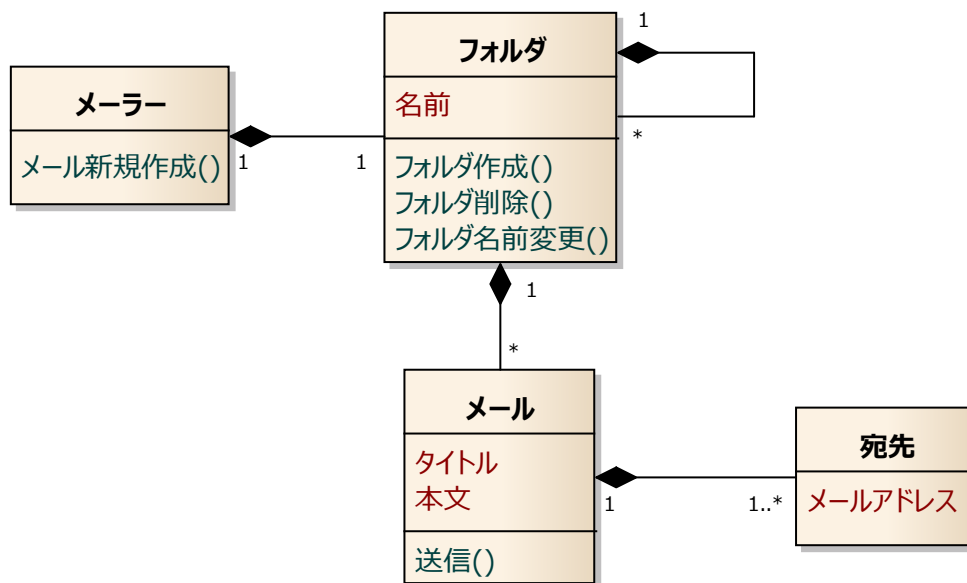 メーラー
メール新規作成()
1
1
フォルダ
名前
フォルダ作成()
フォルダ削除()
フォルダ名前変更()
1
*
1
*
メール
タイトル
本文
送信()
1
1..*
宛先
メールアドレス